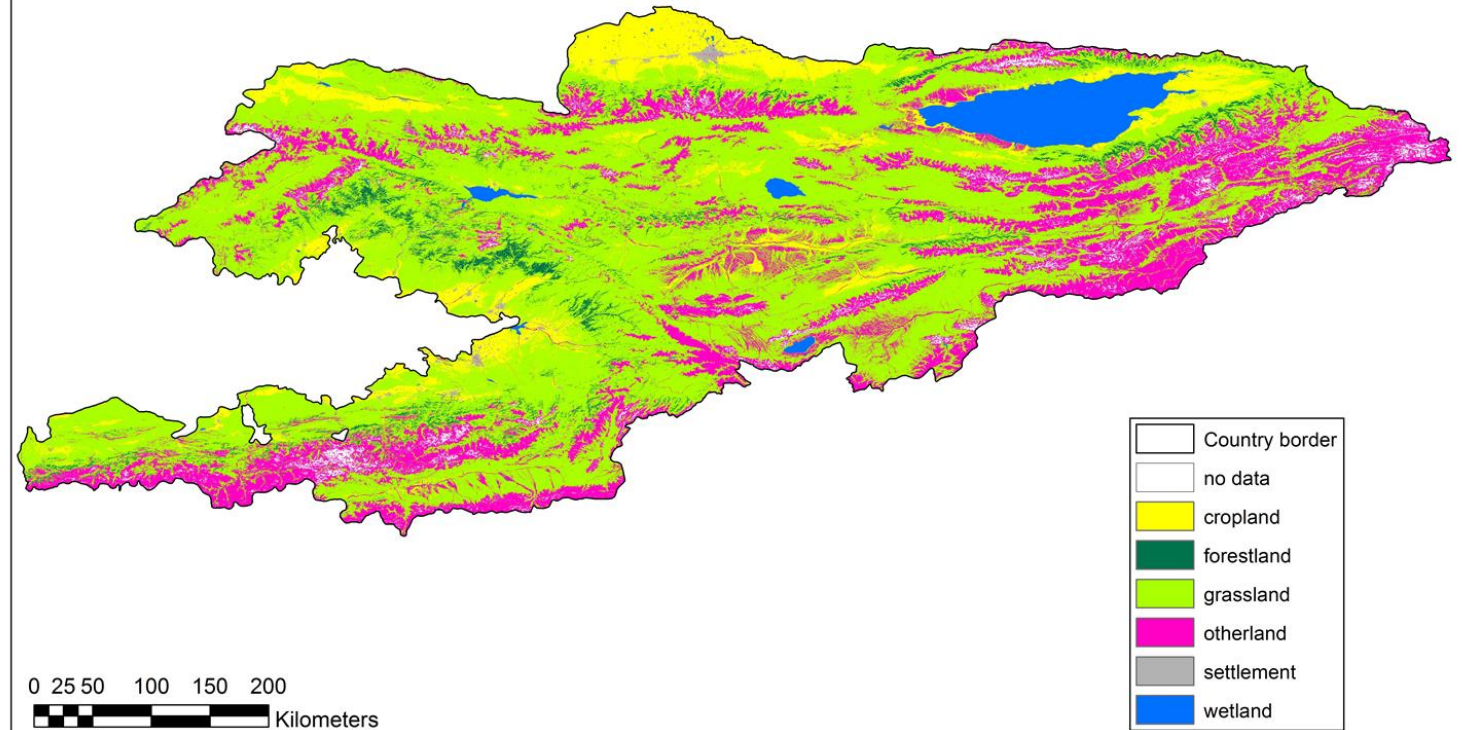 Country border
no data
cropland
forestland
grassland
otherland
settlement
wetland
0 25 50 100 150 200
Kilometers